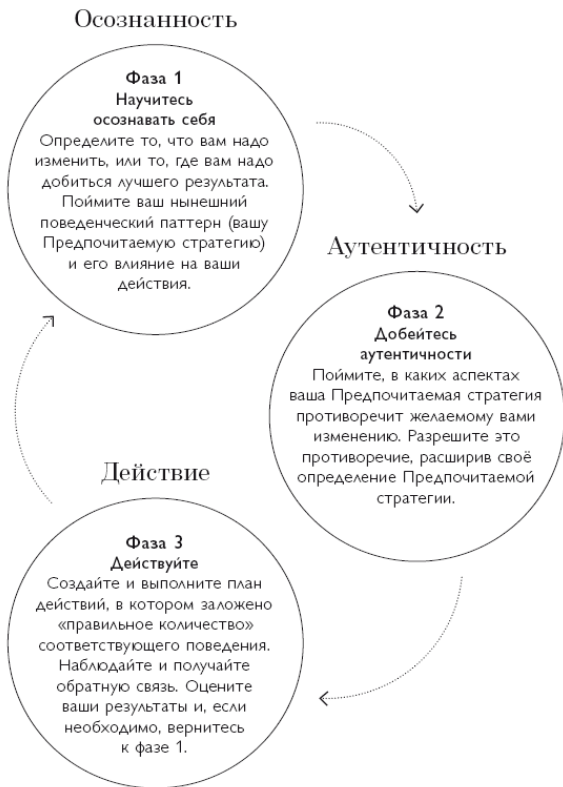 Осознанность
Фаза 1
Научитесь
осознавать себя
Определите то, что вам надо
изменить, или то, где вам надо
добиться лучшего результата.
Поймите ваш нынешний
поведенческий паттерн (вашу
Предпочитаемую стратегию)
и его влияние на ваши
действия.
Аутентичность
Фаза 2
Добейтесь
аутентичности
Поймите, в каких аспектах
ваша Предпочитаемая стратегия
противоречит желаемому вами
изменению. Разрешите это
противоречие, расширив своё
определение Предпочитаемой
стратегии.
Действие
Фаза 3
Действуйте
Создайте и выполните план
действий, в котором заложено
«правильное количество»
соответствующего поведения.
Наблюдайте и получайте
обратную связь. Оцените
ваши результаты и, если
необходимо, вернитесь
к фазе 1.